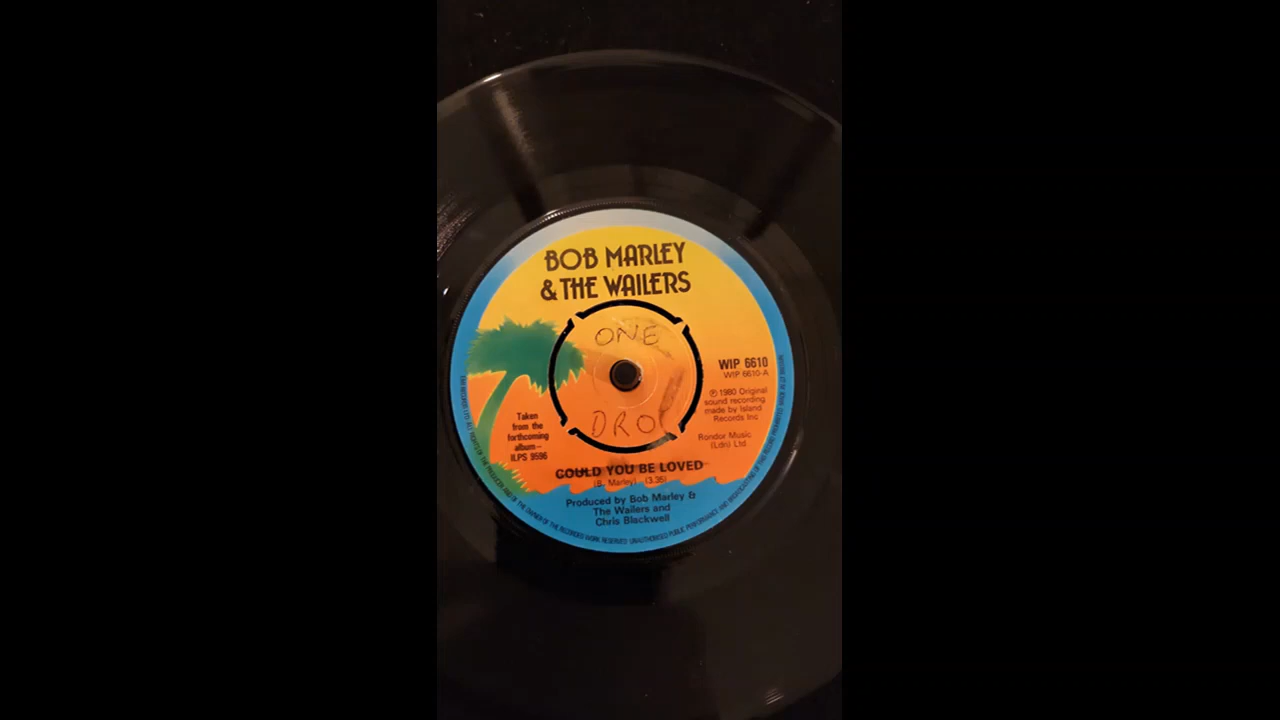 BOB MARLEY
& THE WAILERS
ONE
DRO
WIP 6610
WIP 6610-A
℗ 1980 Original
sound recording
made by Island
Records Inc
Rondor Music
(Ldn) Ltd.
Taken
from the
forthcoming
album—
ILPS 9596
COULD YOU BE LOVED
(B. Marley) (3.35)
Produced by Bob Marley &
The Wailers and
Chris Blackwell